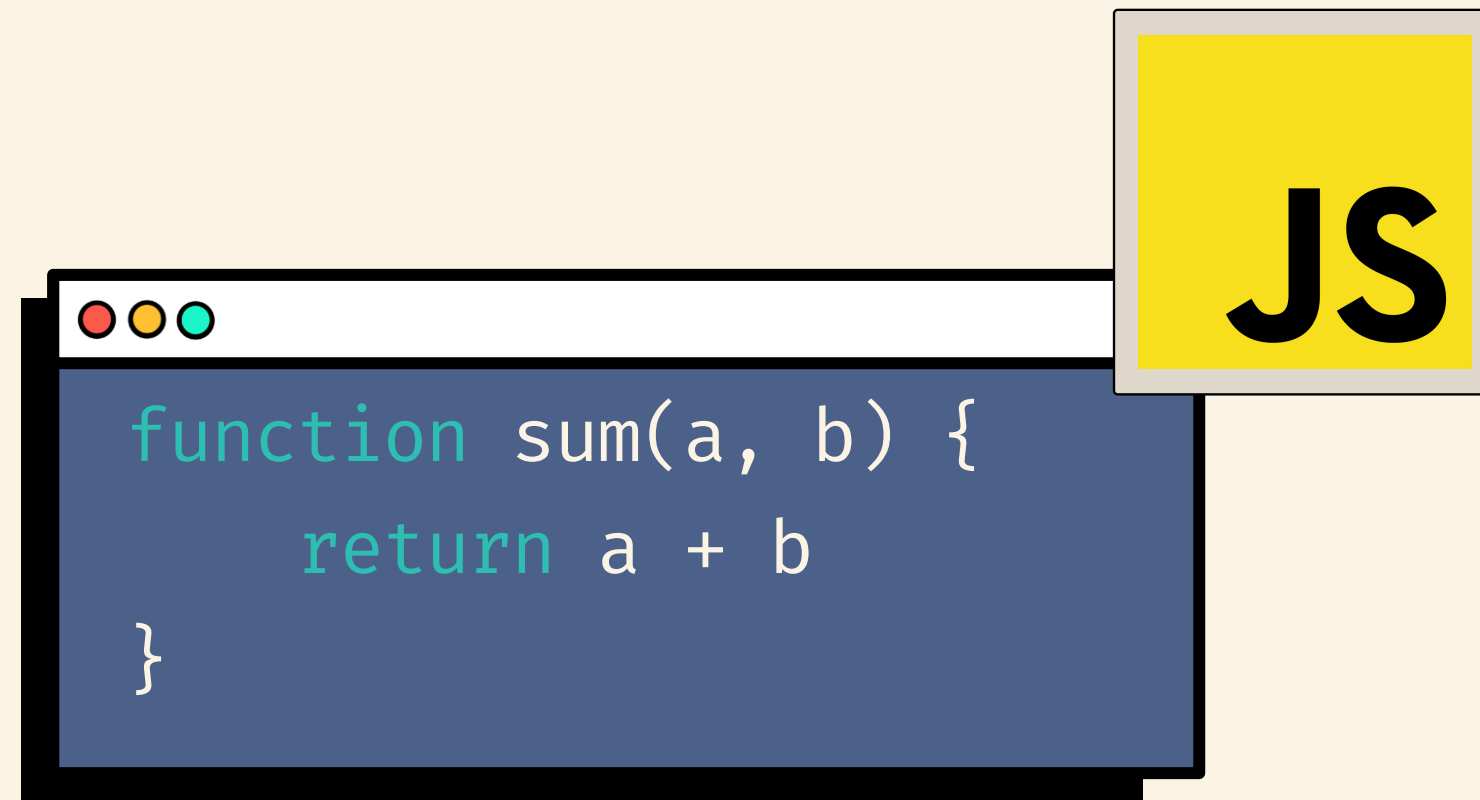 JS
function sum(a, b) {
    return a + b
}